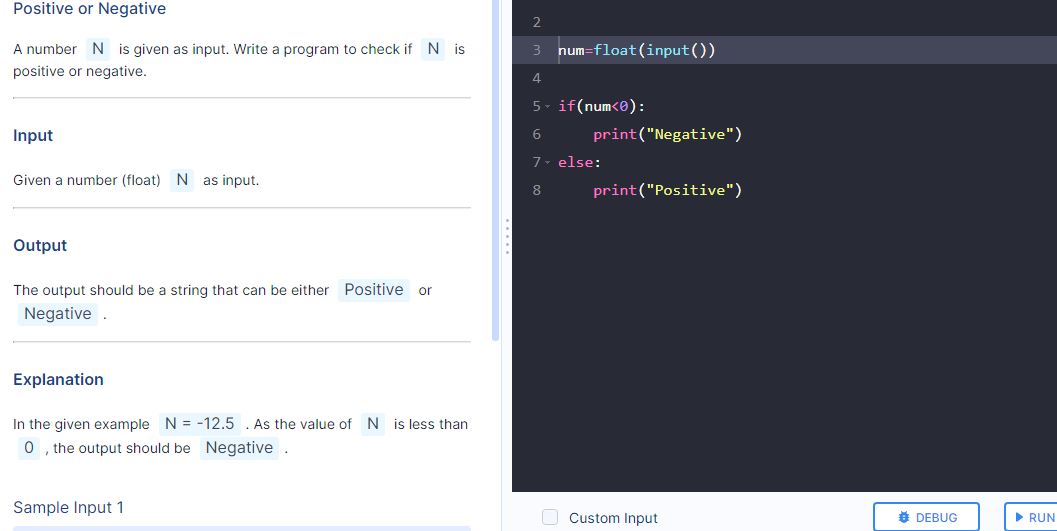 Positive or Negative
A number N is given as input. Write a program to check if N is
positive or negative.
Input
Given a number (float) N as input.
Output
The output should be a string that can be either Positive or
Negative .
Explanation
In the given example N = -12.5 . As the value of N is less than
0 , the output should be Negative .
Sample Input 1
2
3 num=float(input())
4
5 if(num<0):
6 print("Negative")
7 else:
8 print("Positive")
Custom Input
DEBUG
RUN